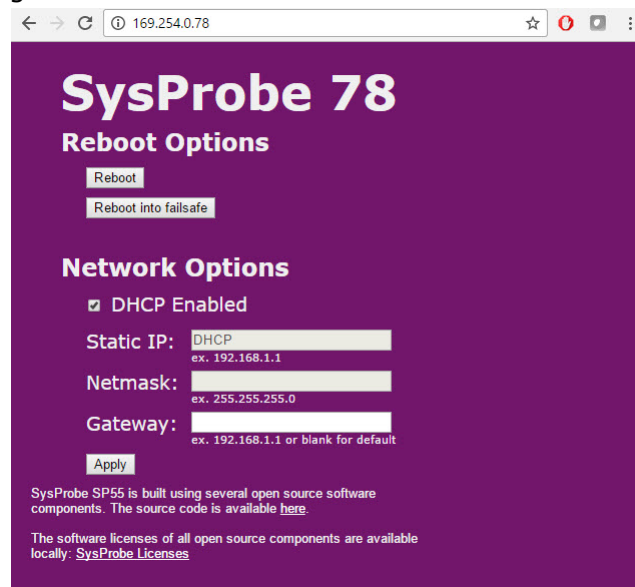 169.254.0.78
SysProbe 78
Reboot Options
Reboot
Reboot into failsafe
Network Options
DHCP Enabled
Static IP: DHCP
ex. 192.168.1.1
Netmask:
ex. 255.255.255.0
Gateway:
ex. 192.168.1.1 or blank for default
Apply
SysProbe SP55 is built using several open source software
components. The source code is available here.
The software licenses of all open source components are available
locally: SysProbe Licenses